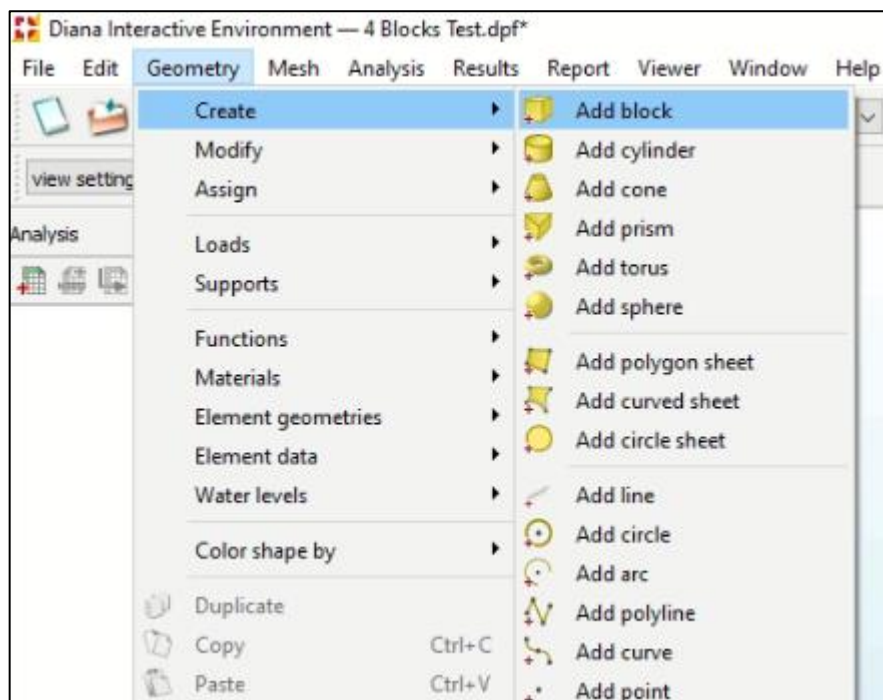 Diana Interactive Environment — 4 Blocks Test.dpf*
File Edit Geometry Mesh Analysis Results Report Viewer Window Help
view setting
Analysis
Create
Modify
Assign
Loads
Supports
Functions
Materials
Element geometries
Element data
Water levels
Color shape by
Duplicate
Copy Ctrl+C
Paste Ctrl+V
Add block
Add cylinder
Add cone
Add prism
Add torus
Add sphere
Add polygon sheet
Add curved sheet
Add circle sheet
Add line
Add circle
Add arc
Add polyline
Add curve
Add point